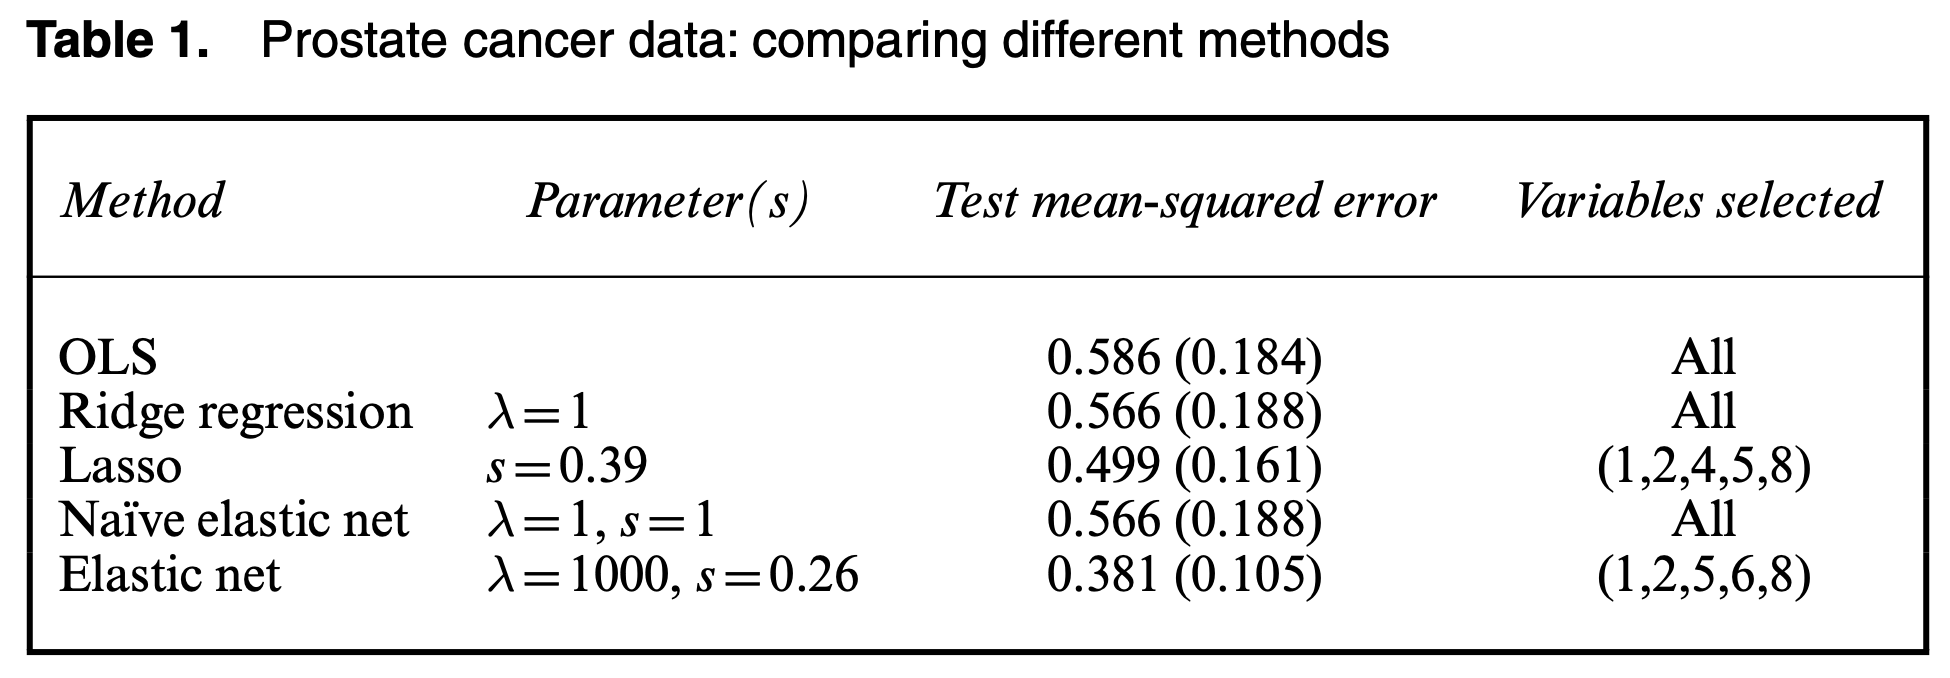 Table 1. Prostate cancer data: comparing different methods
Method Parameter(s) Test mean-squared error Variables selected
OLS 0.586 (0.184) All
Ridge regression λ=1 0.566 (0.188) All
Lasso s=0.39 0.499 (0.161) (1,2,4,5,8)
Naïve elastic net λ=1, s=1 0.566 (0.188) All
Elastic net λ=1000, s=0.26 0.381 (0.105) (1,2,5,6,8)